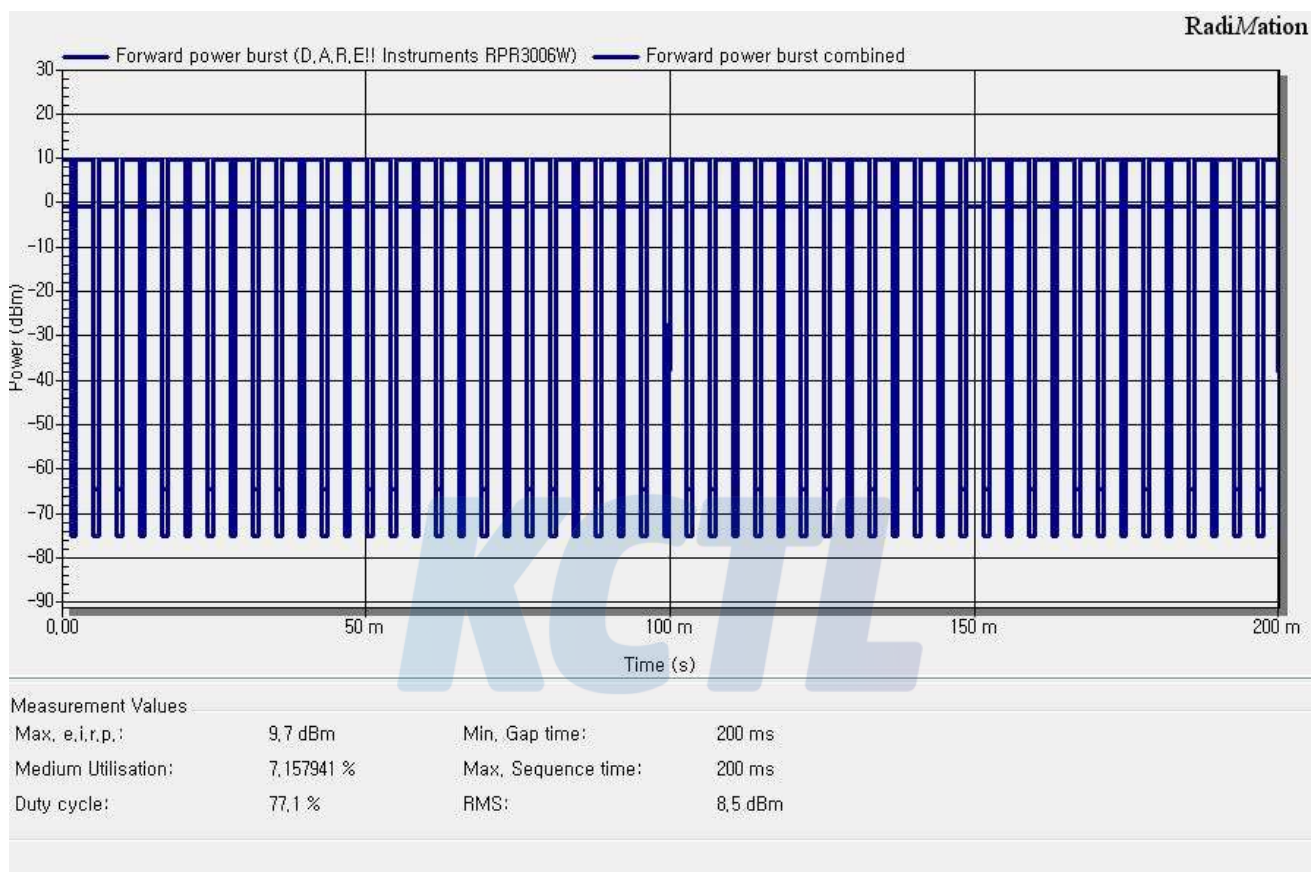 RadiMation
Forward power burst (D,A,R,E!! Instruments RPR3006W) Forward power burst combined
30
20
10
0
-10
-20
-30
-40
-50
-60
-70
-80
-90
Power (dBm)
0,00 50 m 100 m 150 m 200 m
Time (s)
KCTL
Measurement Values
Max, e,i,r,p,: 9,7 dBm Min, Gap time: 200 ms
Medium Utilisation: 7,157941 % Max, Sequence time: 200 ms
Duty cycle: 77,1 % RMS: 8,5 dBm